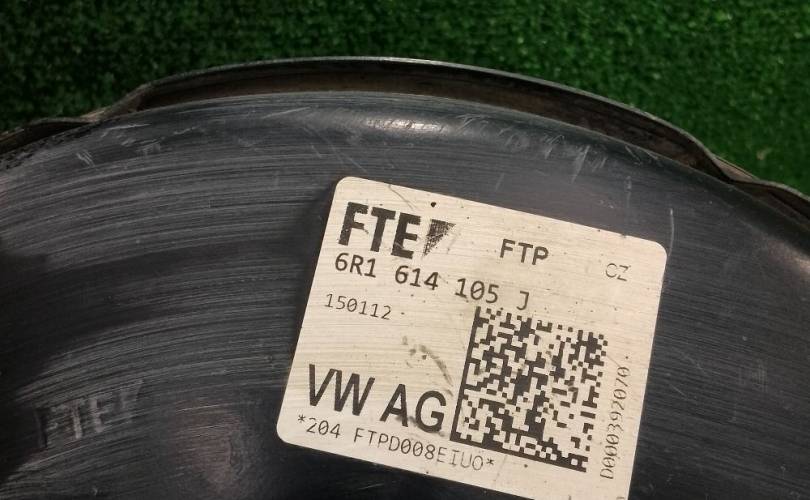 FTE
FTP
CZ
6R1 614 105 J
150112
VW AG
*204 FTPD008EIUO*
D000392070
FTE